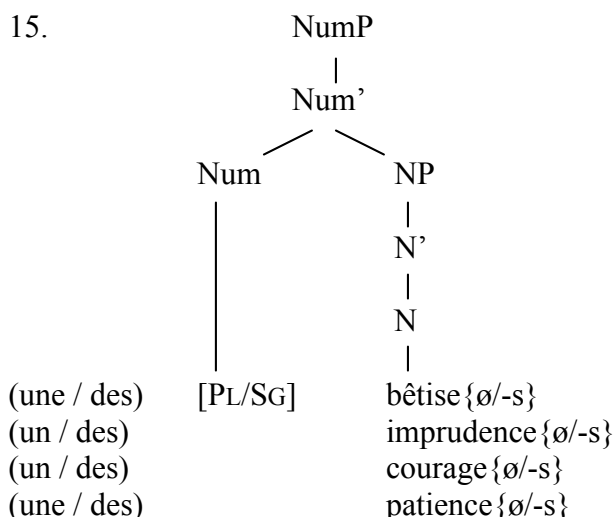 15. NumP
Num’
Num NP
N’
N
(une / des) [PL/SG] bêtise{ø/-s}
(un / des) imprudence{ø/-s}
(un / des) courage{ø/-s}
(une / des) patience{ø/-s}